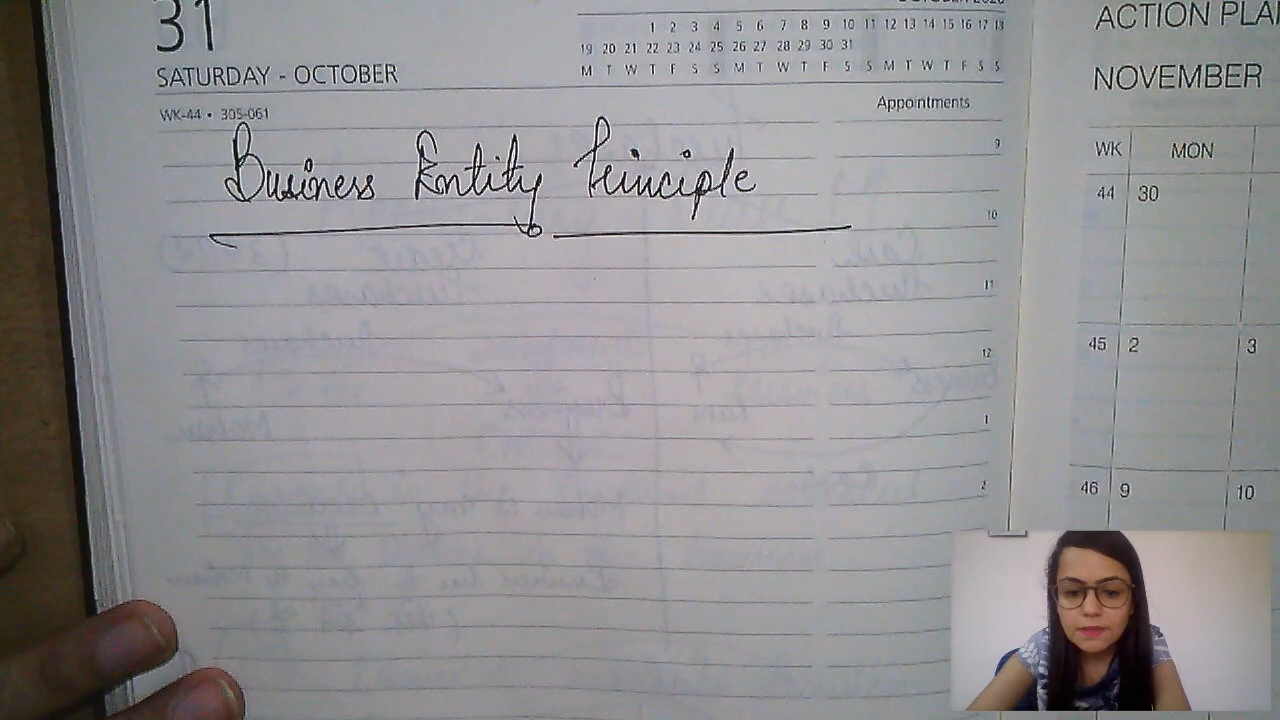 31
SATURDAY - OCTOBER
WK-44 • 305-061
1 2 3 4 5 6 7 8 9 10 11 12 13 14 15 16 17 18
19 20 21 22 23 24 25 26 27 28 29 30 31
M T W T F S S M T W T F S S M T W T F S S
Appointments
Business Entity Principle
9
10
11
12
1
2
ACTION PLA
NOVEMBER
WK MON
44 30
45 2 3
46 9 10